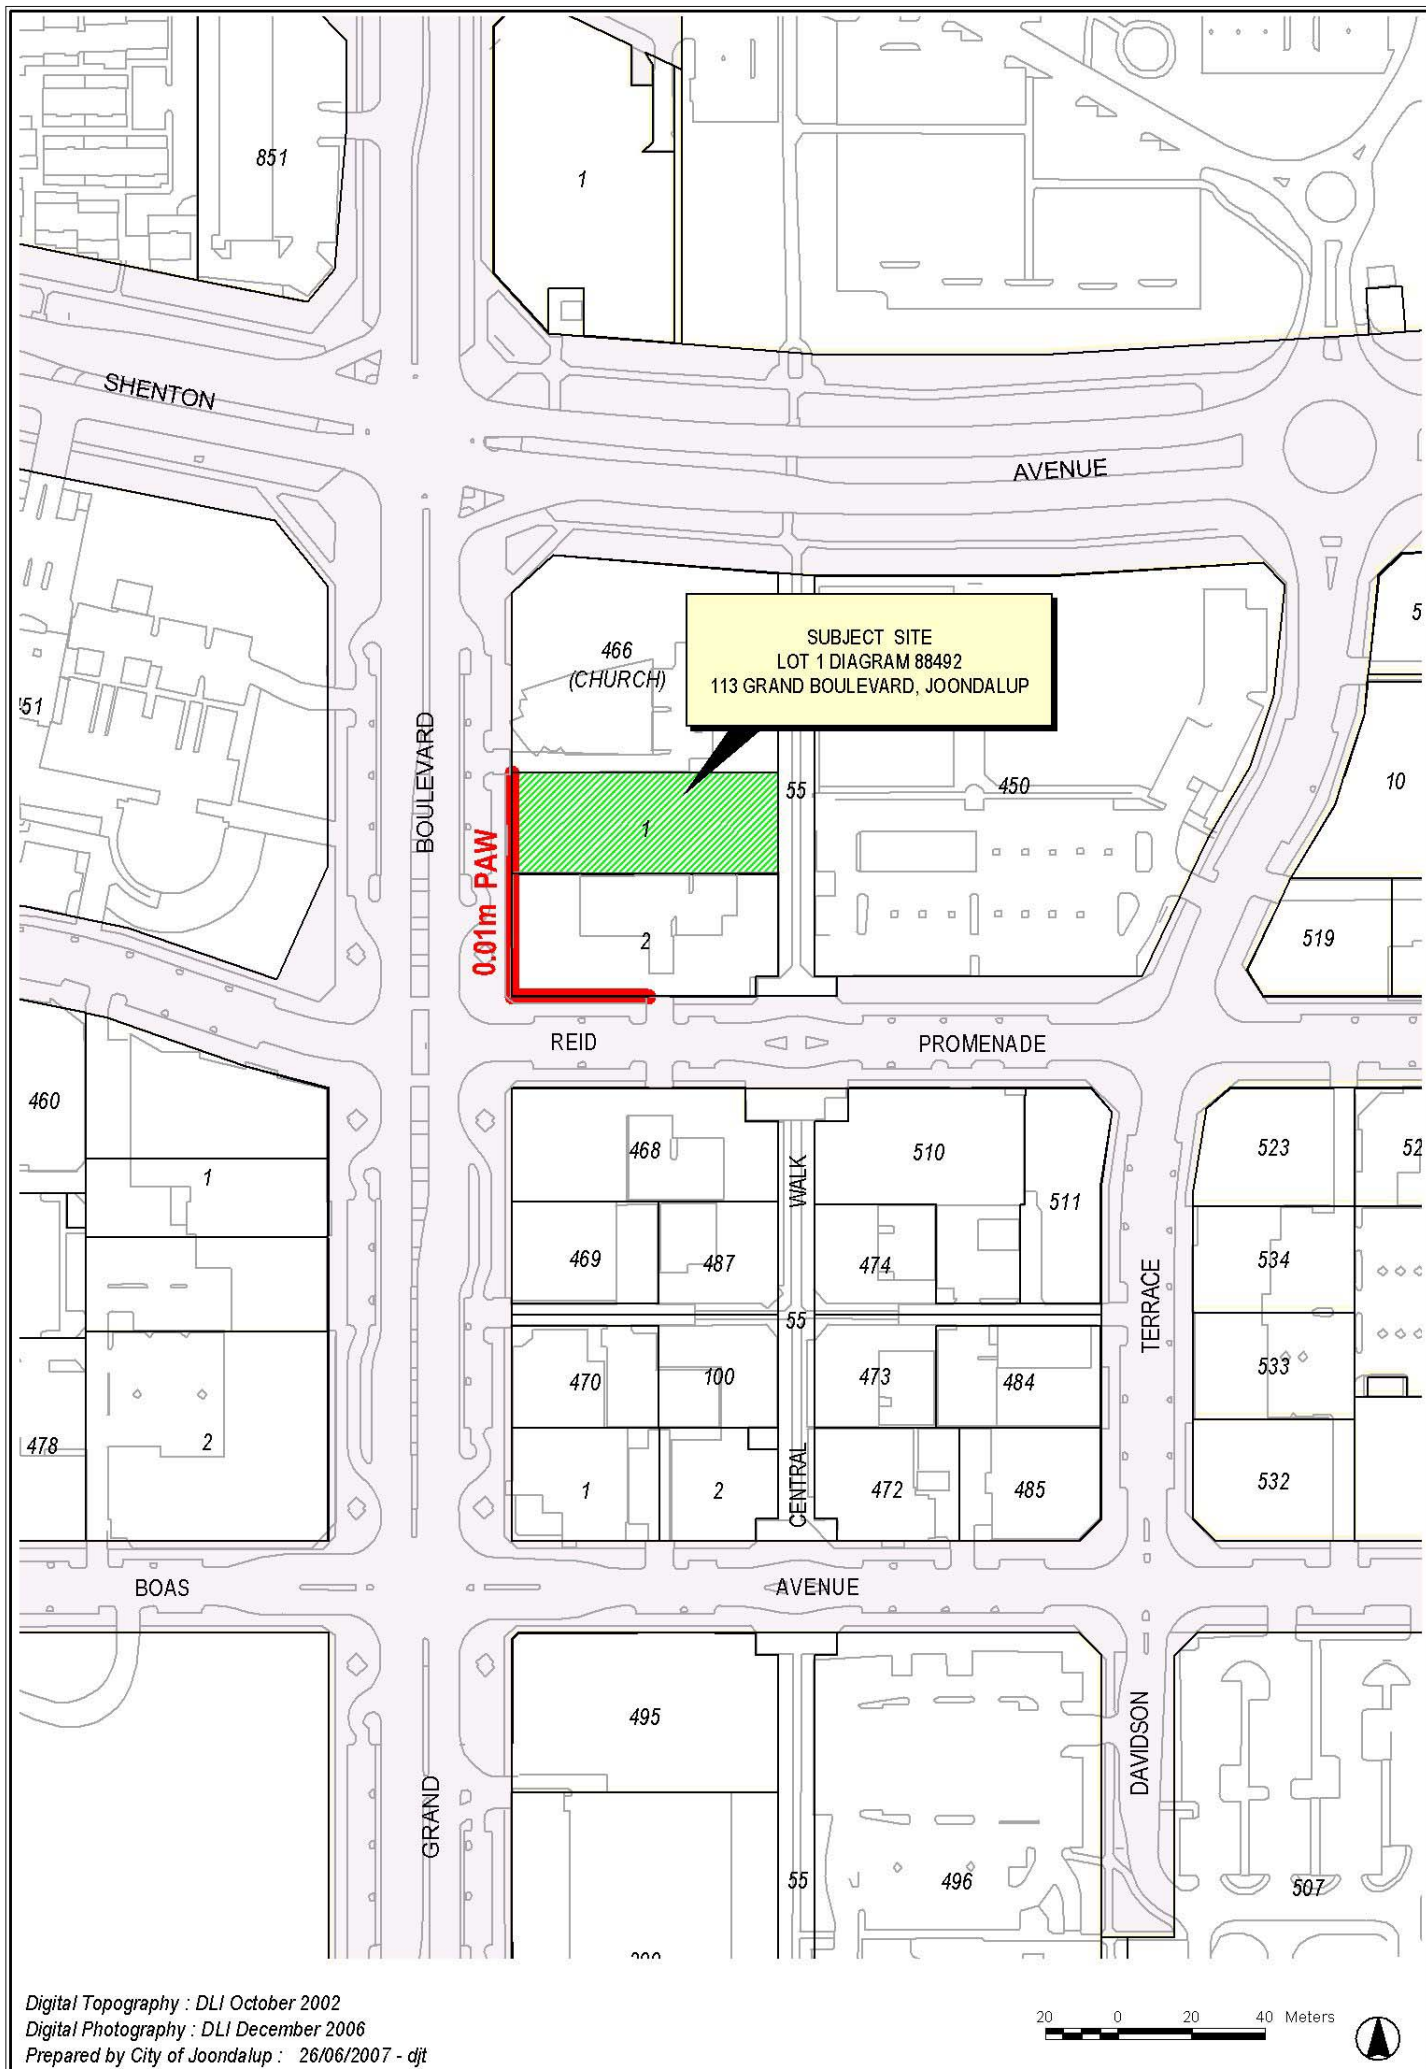 851
1
SHENTON
AVENUE
466
(CHURCH)
SUBJECT SITE
LOT 1 DIAGRAM 88492
113 GRAND BOULEVARD, JOONDALUP
5
451
BOULEVARD
55
450
10
1
0.01m PAW
2
519
REID
PROMENADE
460
1
468
WALK
510
511
523
52
469
487
474
534
TERRACE
55
470
100
473
484
533
478
2
1
2
CENTRAL
472
485
532
BOAS
AVENUE
495
DAVIDSON
GRAND
55
496
507
Digital Topography : DLI October 2002
Digital Photography : DLI December 2006
Prepared by City of Joondalup : 26/06/2007 - djt
20 0 20 40 Meters